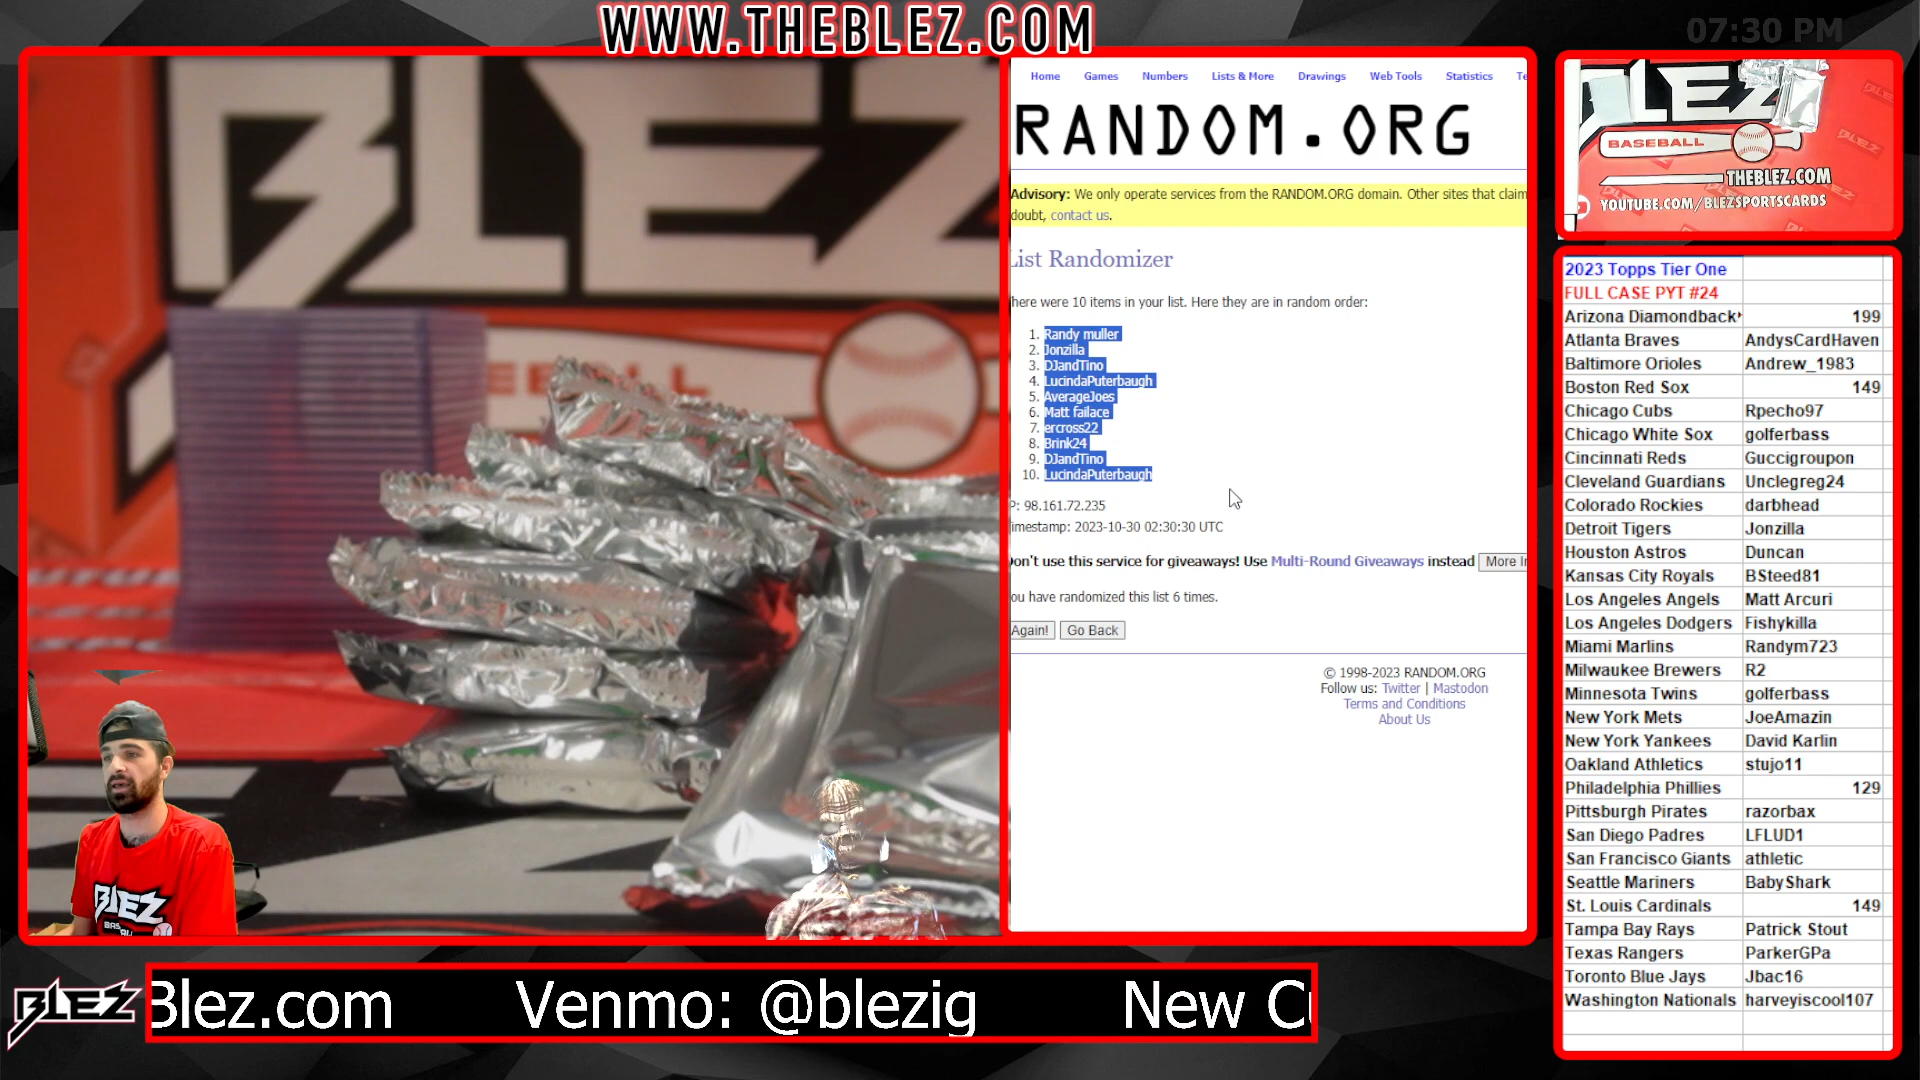 WWW.THEBLEZ.COM
07:30 PM
BLEZ
Home Games Numbers Lists & More Drawings Web Tools Statistics Te
RANDOM.ORG
Advisory: We only operate services from the RANDOM.ORG domain. Other sites that claim
doubt, contact us.
List Randomizer
here were 10 items in your list. Here they are in random order:
1. Randy muller
2. Jonzilla
3. DJandTino
4. LucindaPuterbaugh
5. AverageJoes
6. Matt failace
7. ercross22
8. Brink24
9. DJandTino
10. LucindaPuterbaugh
P: 98.161.72.235
imestamp: 2023-10-30 02:30:30 UTC
on't use this service for giveaways! Use Multi-Round Giveaways instead More In
ou have randomized this list 6 times.
Again! Go Back
© 1998-2023 RANDOM.ORG
Follow us: Twitter | Mastodon
Terms and Conditions
About Us
LEZ
BASEBALL
THEBLEZ.COM
YOUTUBE.COM/BLEZSPORTSCARDS
2023 Topps Tier One
FULL CASE PYT #24
Arizona Diamondback 199
Atlanta Braves AndysCardHaven
Baltimore Orioles Andrew_1983
Boston Red Sox 149
Chicago Cubs Rpecho97
Chicago White Sox golferbass
Cincinnati Reds Guccigroupon
Cleveland Guardians Unclegreg24
Colorado Rockies darbhead
Detroit Tigers Jonzilla
Houston Astros Duncan
Kansas City Royals BSteed81
Los Angeles Angels Matt Arcuri
Los Angeles Dodgers Fishykilla
Miami Marlins Randym723
Milwaukee Brewers R2
Minnesota Twins golferbass
New York Mets JoeAmazin
New York Yankees David Karlin
Oakland Athletics stujo11
Philadelphia Phillies 129
Pittsburgh Pirates razorbax
San Diego Padres LFLUD1
San Francisco Giants athletic
Seattle Mariners BabyShark
St. Louis Cardinals 149
Tampa Bay Rays Patrick Stout
Texas Rangers ParkerGPa
Toronto Blue Jays Jbac16
Washington Nationals harveyiscool107
BLEZ
BLEZ
Blez.com Venmo: @blezig New C